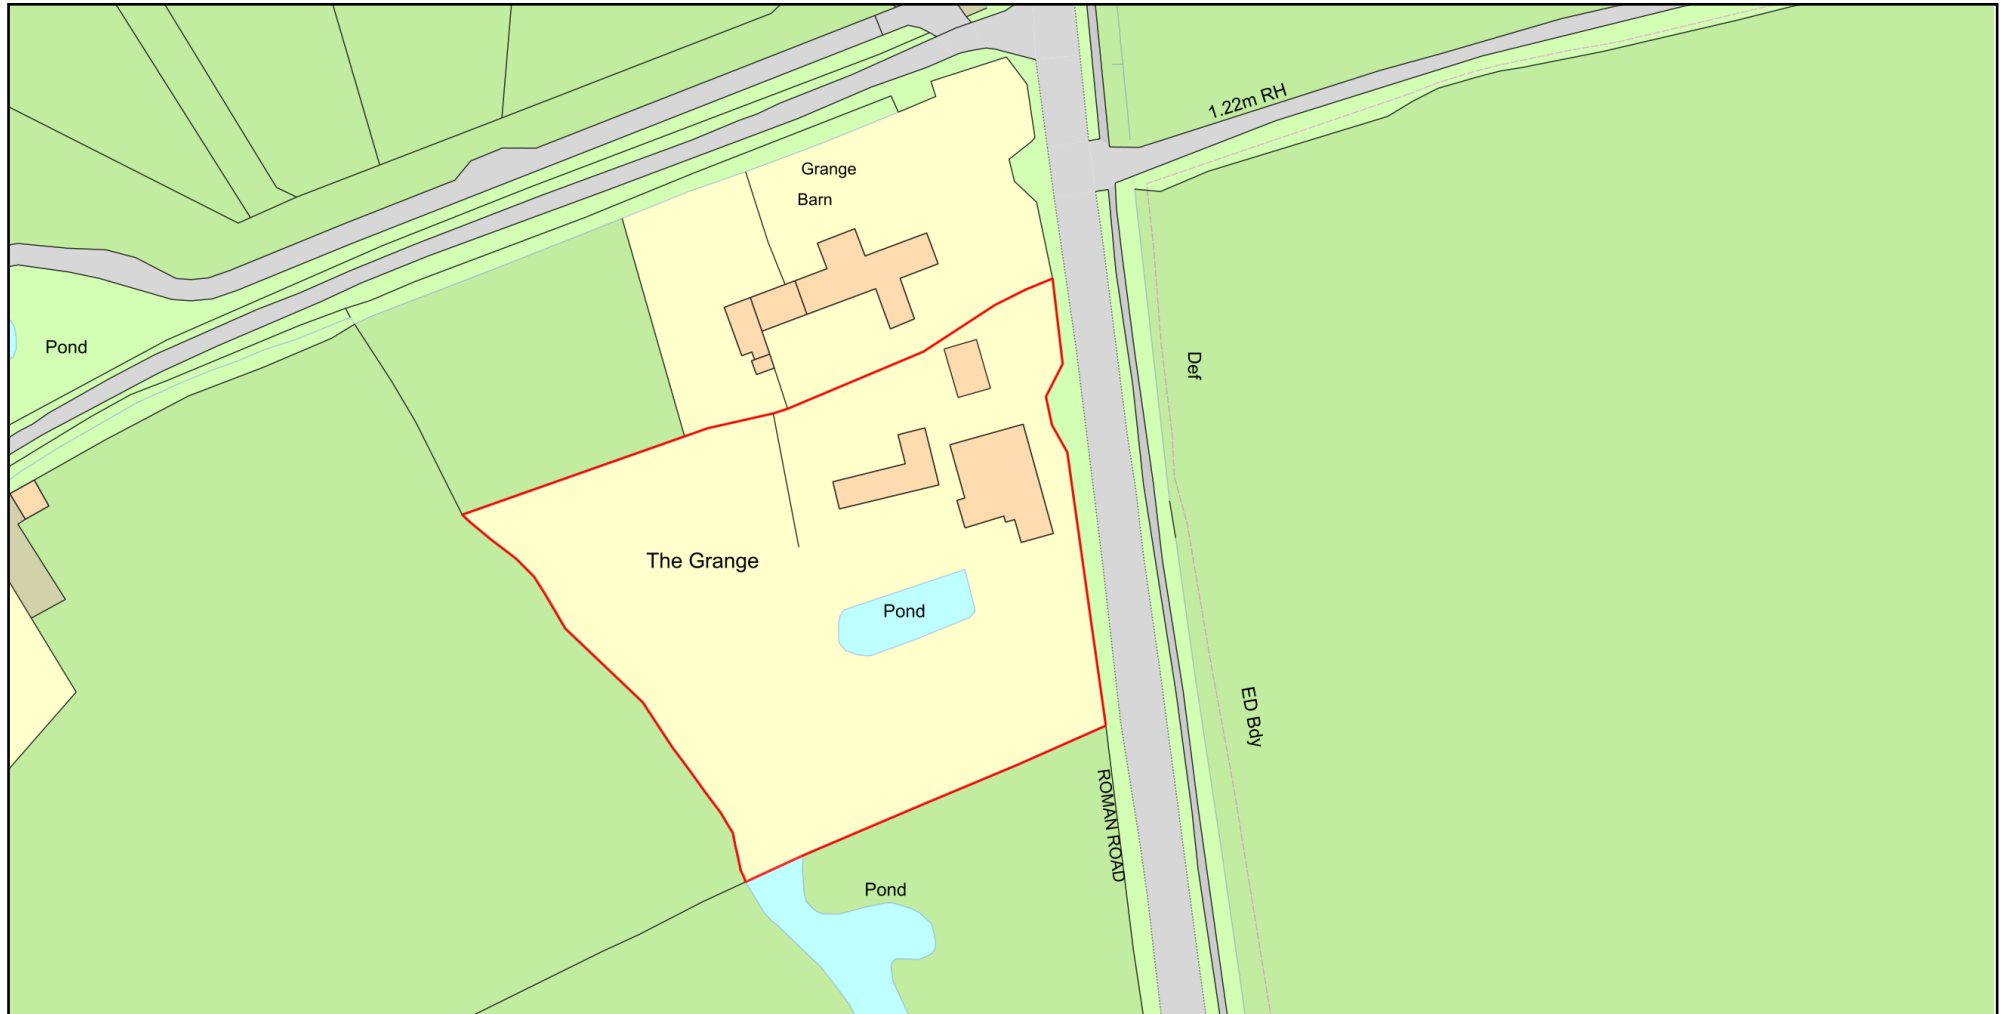 1.22m RH
Grange
Barn
Pond
Def
The Grange
Pond
ED Bdy
ROMAN ROAD
Pond